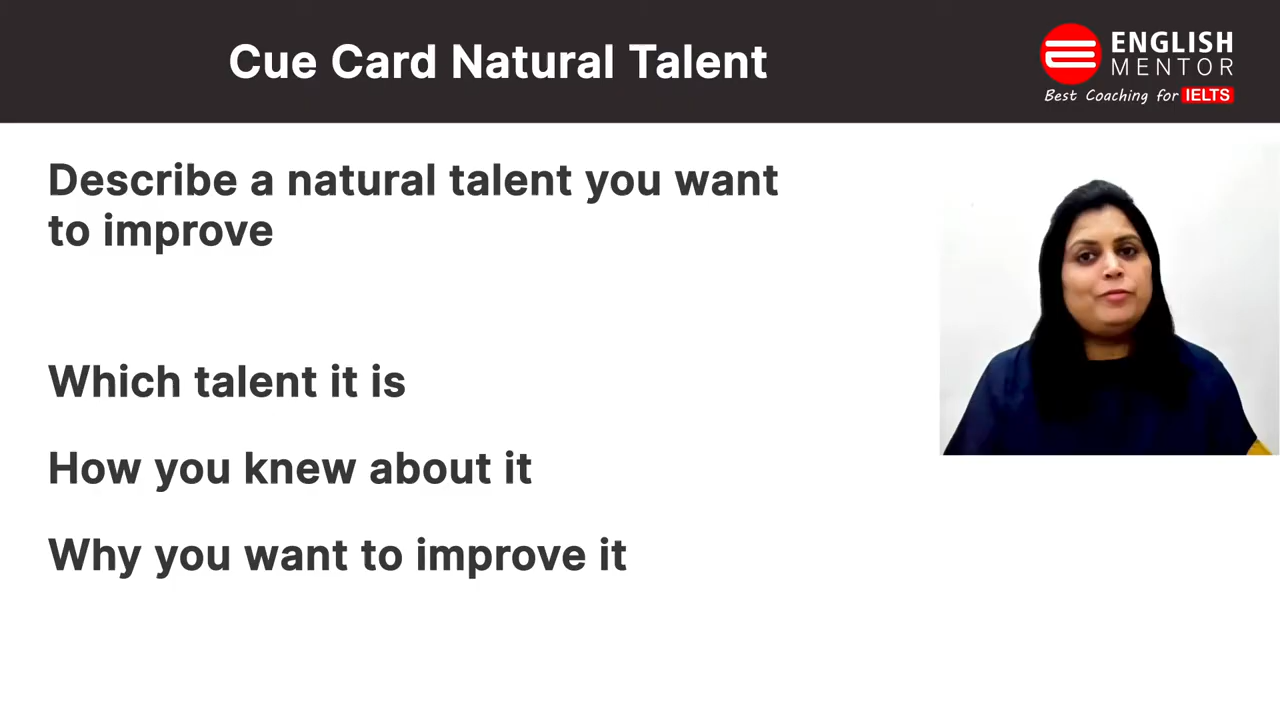 Cue Card Natural Talent
ENGLISH
MENTOR
Best Coaching for IELTS
Describe a natural talent you want
to improve
Which talent it is
How you knew about it
Why you want to improve it